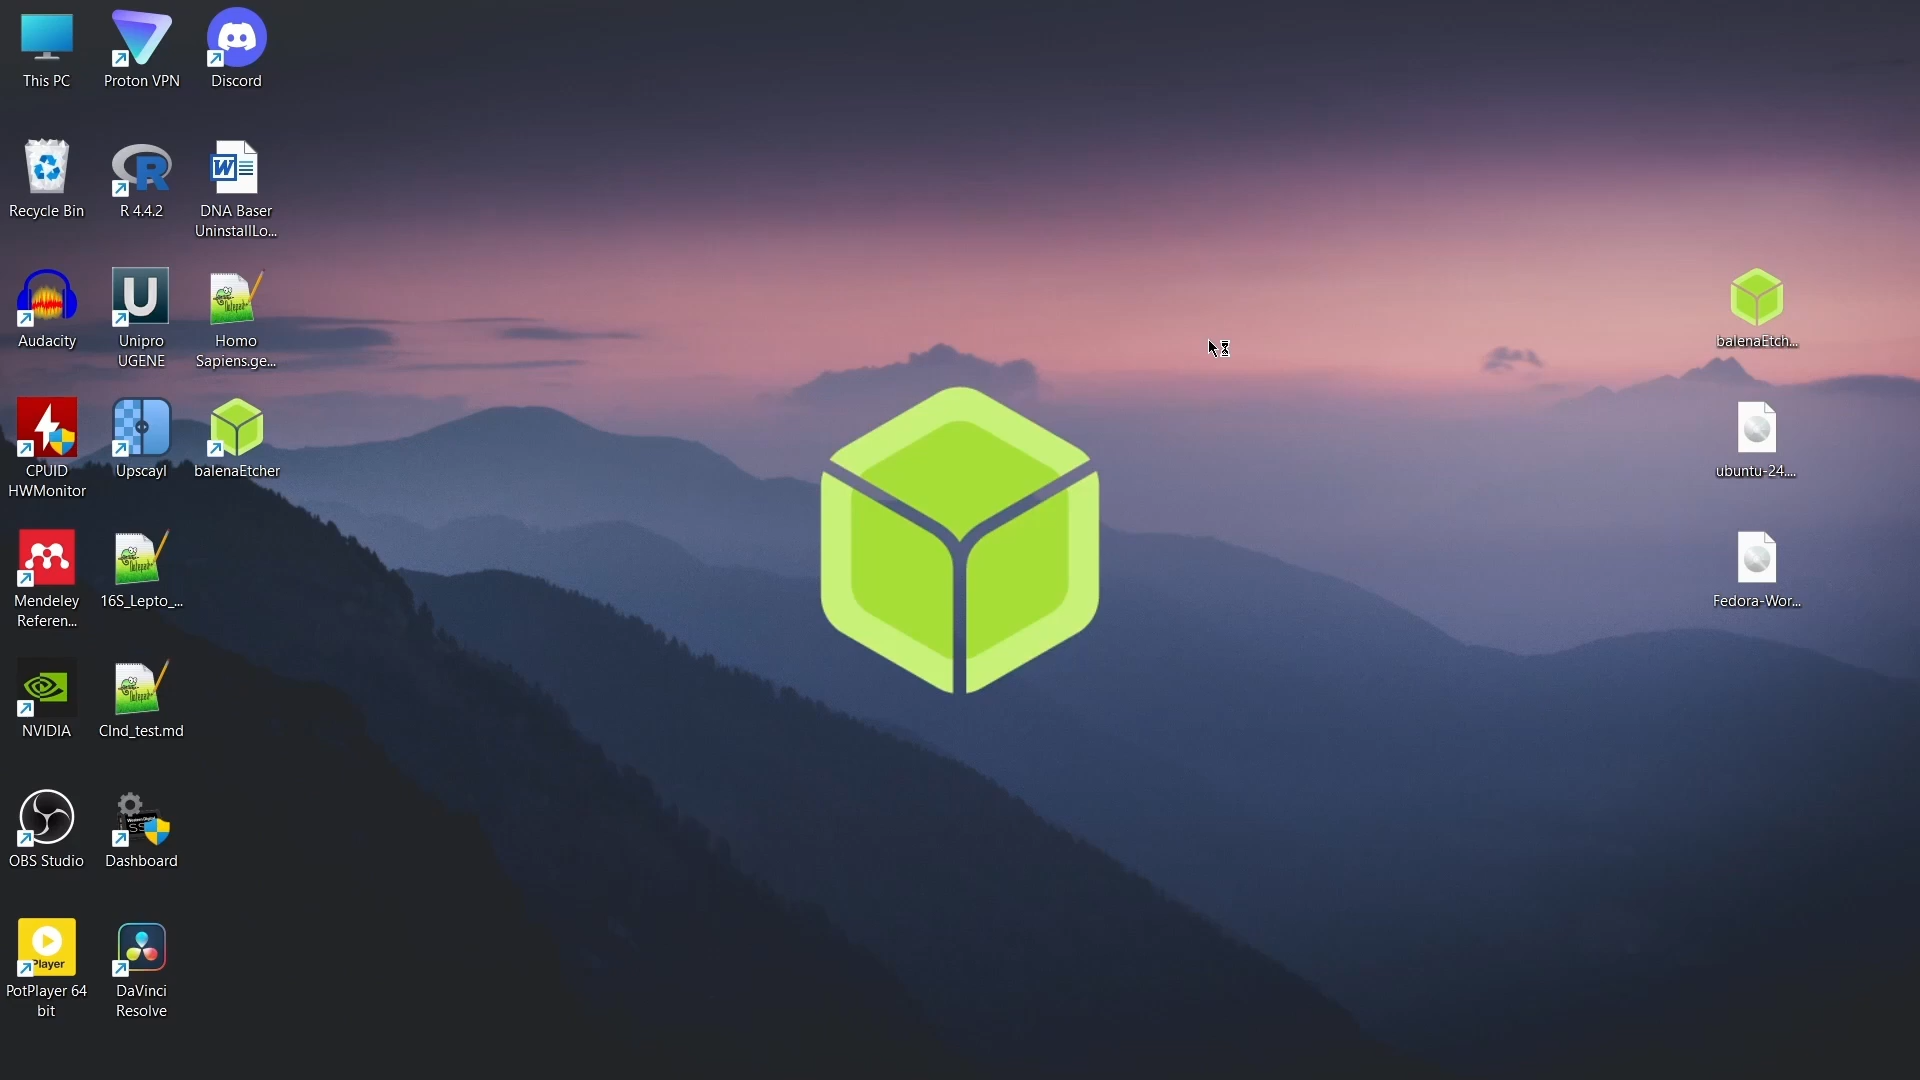 This PC
Proton VPN
Discord
Recycle Bin
R 4.4.2
DNA Baser
UninstallLo...
Audacity
Unipro
UGENE
Homo
Sapiens.ge...
CPUID
HWMonitor
Upscayl
balenaEtcher
Mendeley
Referen...
16S_Lepto_...
NVIDIA
CInd_test.md
OBS Studio
Dashboard
Player
PotPlayer 64
bit
DaVinci
Resolve
balenaEtch...
ubuntu-24....
Fedora-Wor...